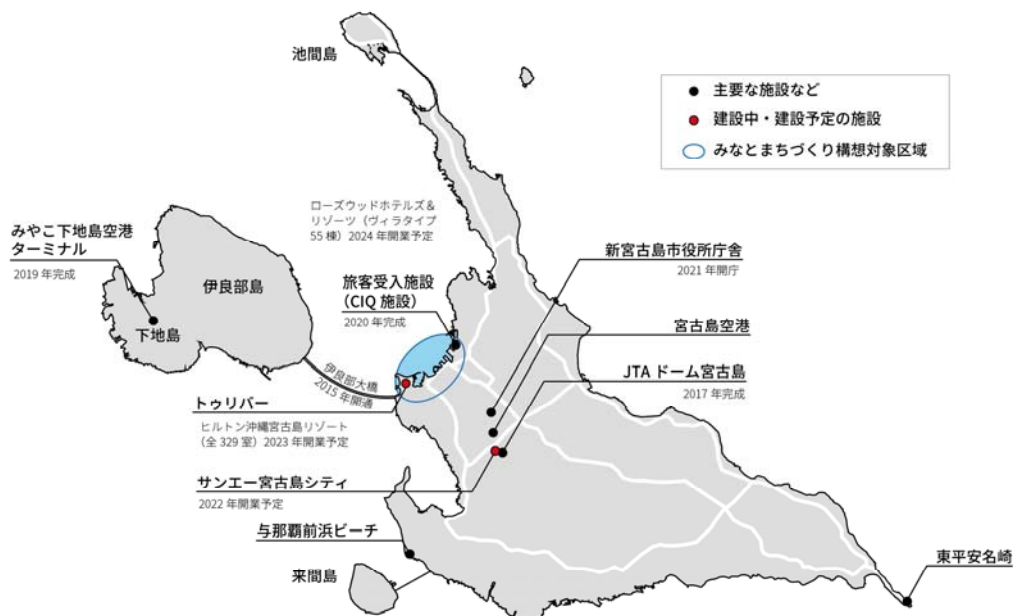 池間島
主要な施設など
建設中・建設予定の施設
みなとまちづくり構想対象区域
ローズウッドホテルズ＆
リゾーツ（ヴィラタイプ
55 棟）2024 年開業予定
みやこ下地島空港
ターミナル
2019 年完成
伊良部島
下地島
旅客受入施設
（CIQ 施設）
2020 年完成
新宮古島市役所庁舎
2021 年開庁
宮古島空港
JTA ドーム宮古島
2017 年完成
伊良部大橋
2015 年開通
トゥリバー
ヒルトン沖縄宮古島リゾート
（全 329 室）2023 年開業予定
サンエー宮古島シティ
2022 年開業予定
与那覇前浜ビーチ
来間島
東平安名崎